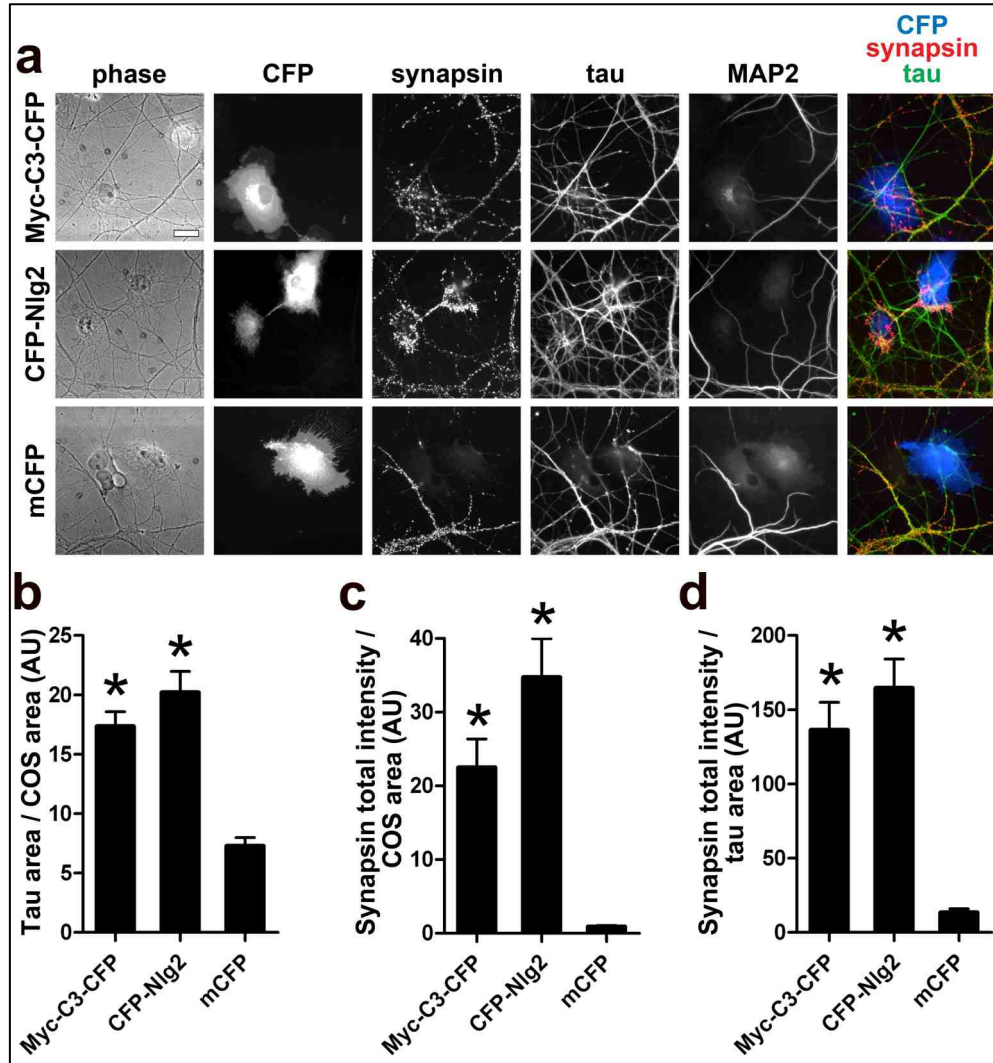 a
phase CFP synapsin tau MAP2 CFP
synapsin
tau
Myc-C3-CFP
CFP-Nlg2
mCFP
b
Tau area / COS area (AU)
25
20
15
10
5
0
* *
Myc-C3-CFP CFP-Nlg2 mCFP
c
Synapsin total intensity /
COS area (AU)
40
30
20
10
0
* *
Myc-C3-CFP CFP-Nlg2 mCFP
d
Synapsin total intensity /
tau area (AU)
200
150
100
50
0
* *
Myc-C3-CFP CFP-Nlg2 mCFP